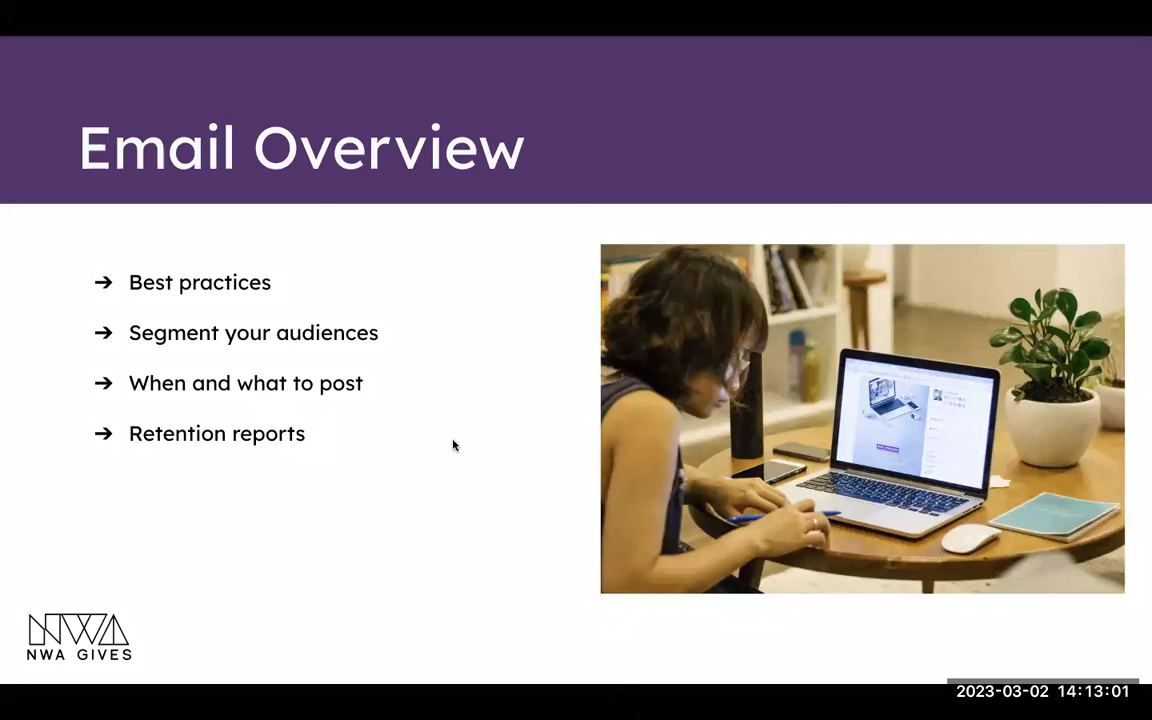 Email Overview
➔ Best practices
➔ Segment your audiences
➔ When and what to post
➔ Retention reports
NWA
NWA GIVES
2023-03-02 14:13:01